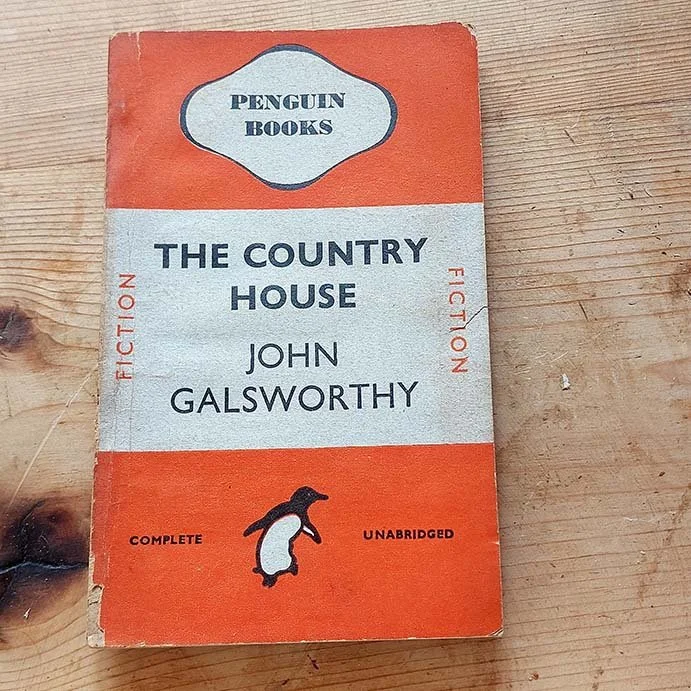 PENGUIN
BOOKS
THE COUNTRY
HOUSE
JOHN
GALSWORTHY
FICTION
FICTION
COMPLETE
UNABRIDGED